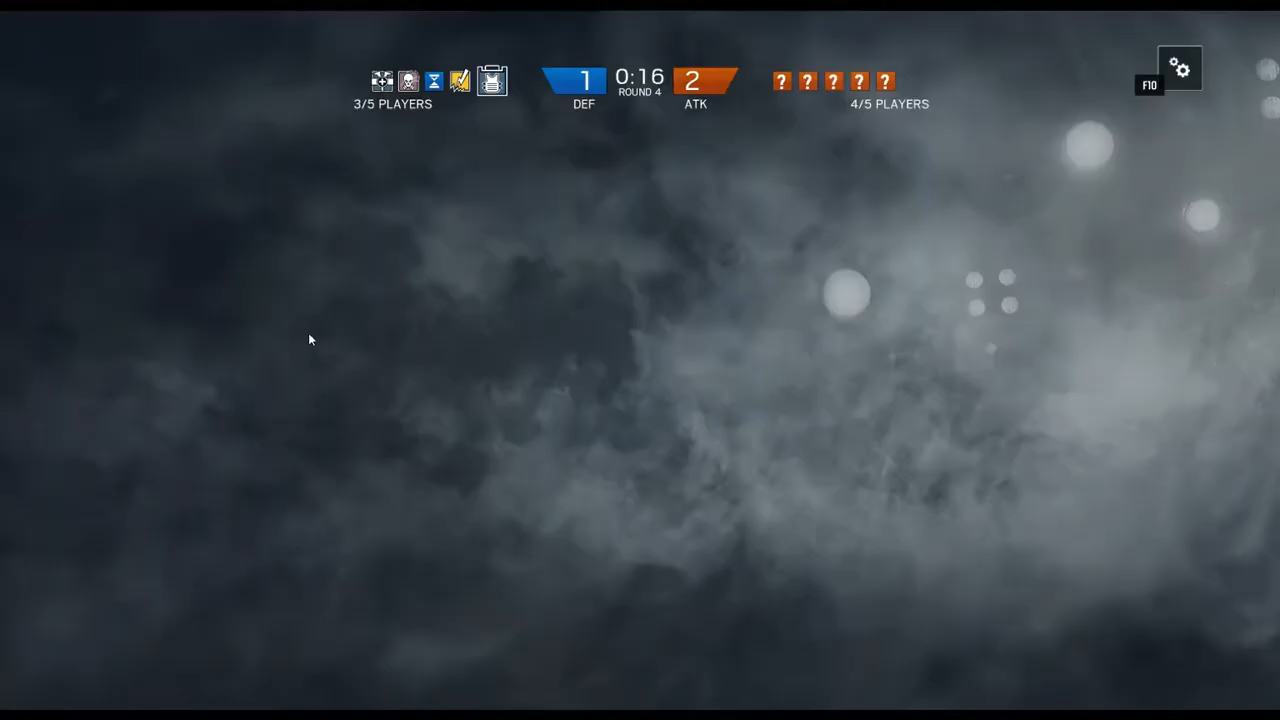 1 0:16 2
ROUND 4
DEF ATK
3/5 PLAYERS
? ? ? ? ?
4/5 PLAYERS
F10